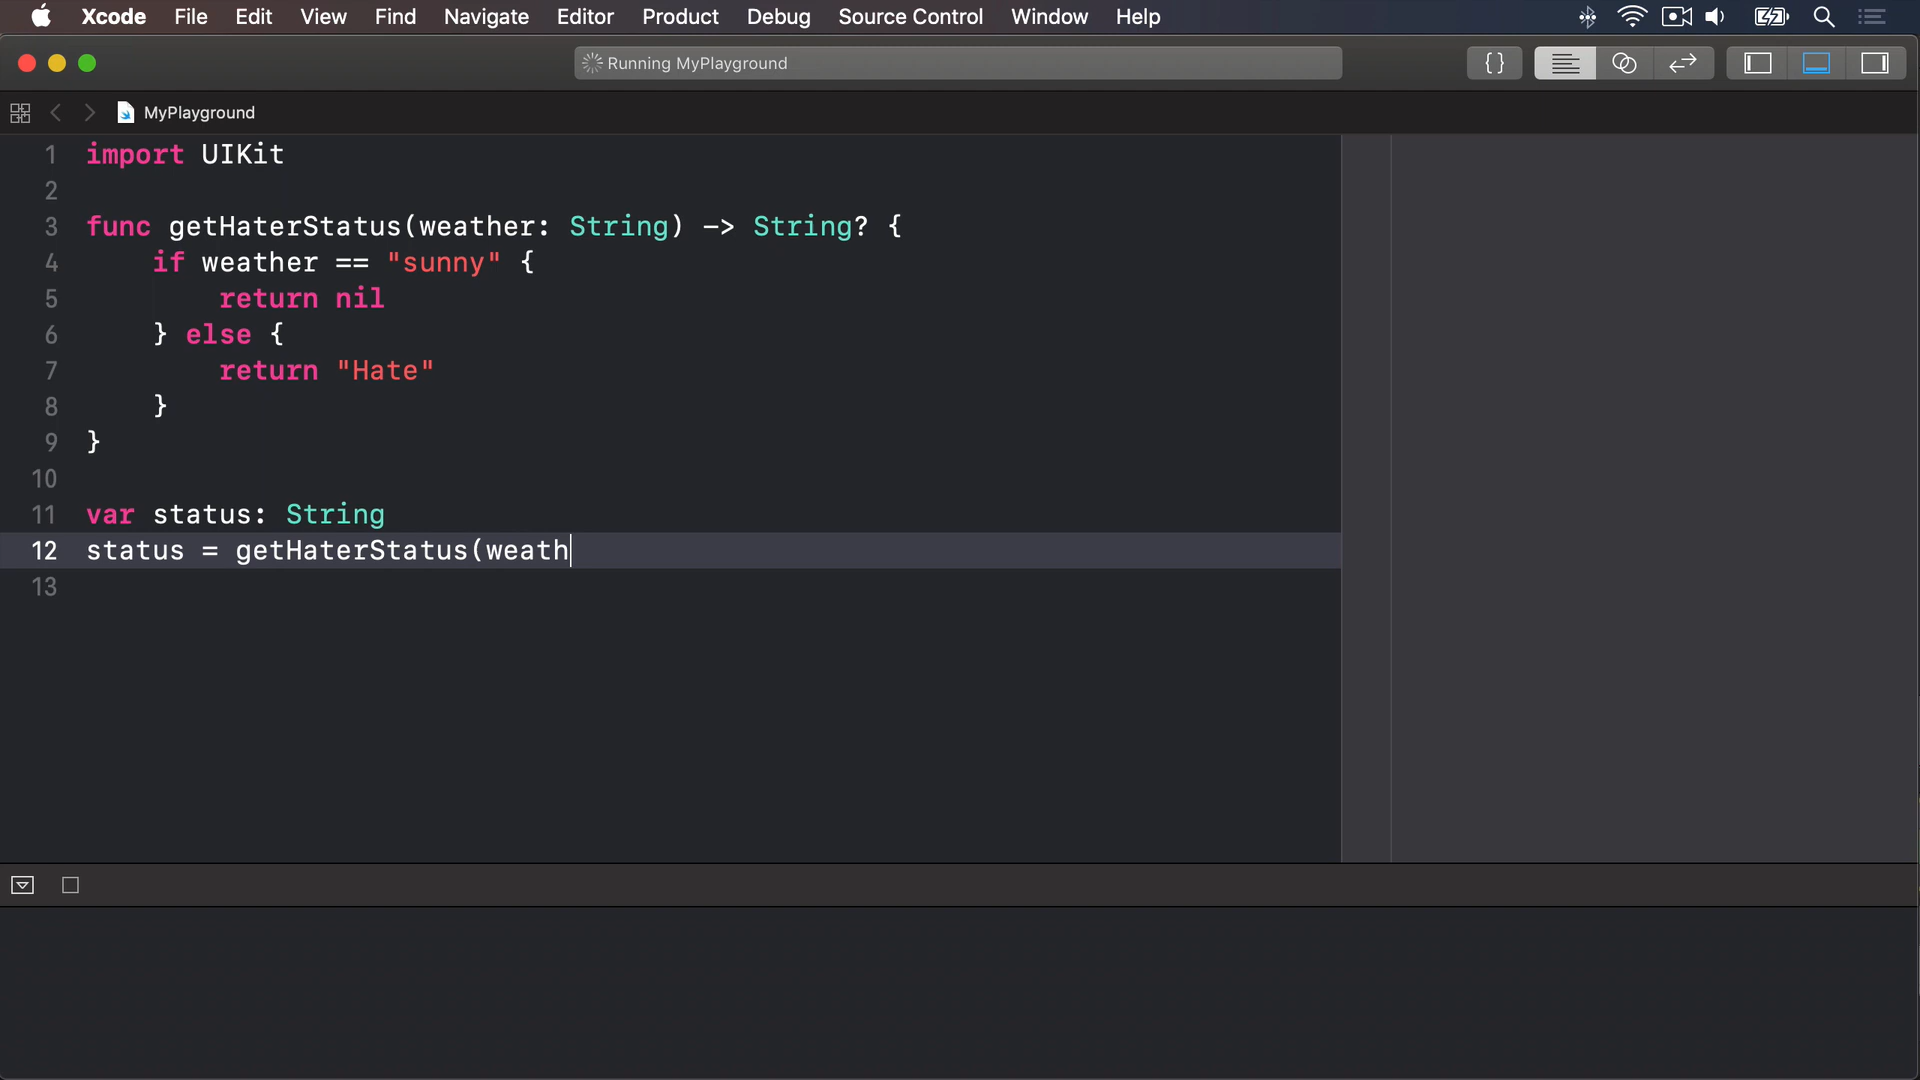 Xcode File Edit View Find Navigate Editor Product Debug Source Control Window Help
Running MyPlayground
{}
MyPlayground
1 import UIKit
2
3 func getHaterStatus(weather: String) -> String? {
4     if weather == "sunny" {
5         return nil
6     } else {
7         return "Hate"
8     }
9 }
10
11 var status: String
12 status = getHaterStatus(weath
13